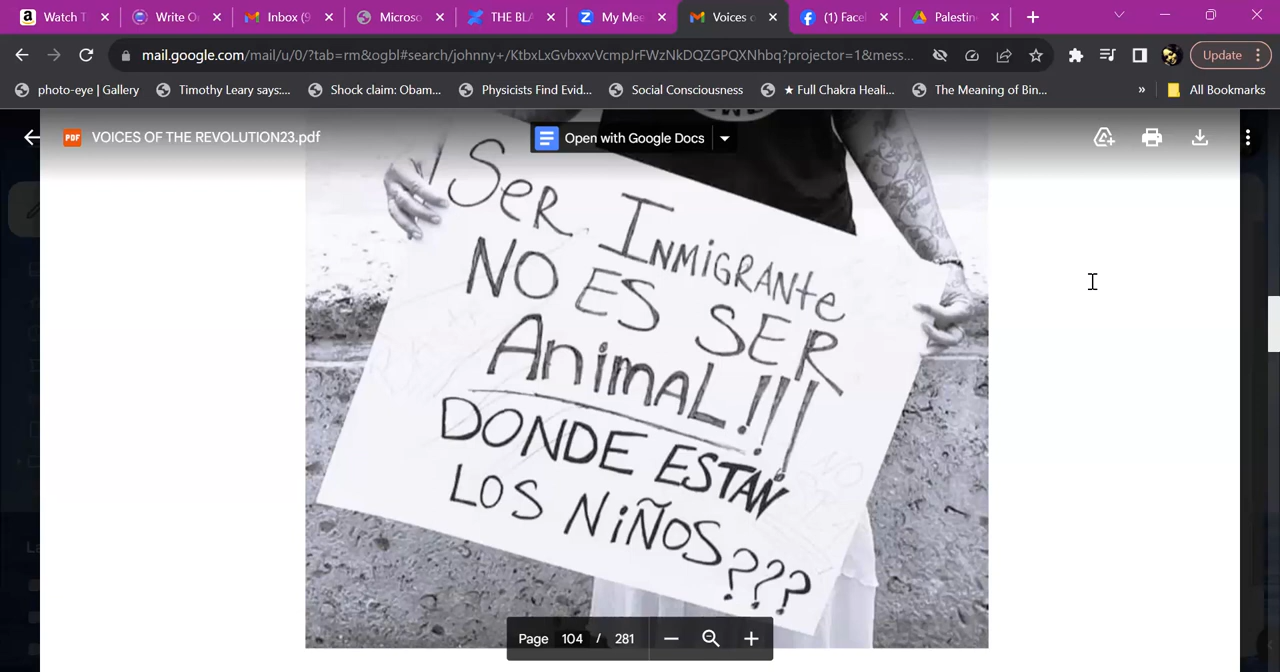 Watch T
Write O
Inbox (9
Microso
THE BLA
My Mee
Voices o
(1) Face
Palestin
mail.google.com/mail/u/0/?tab=rm&ogbl#search/johnny+/KtbxLxGvbxxvVcmpJrFWzNkDQZGPQXNhbq?projector=1&mess...
Update
photo-eye | Gallery
Timothy Leary says:...
Shock claim: Obam...
Physicists Find Evid...
Social Consciousness
★ Full Chakra Heali...
The Meaning of Bin...
»
All Bookmarks
PDF VOICES OF THE REVOLUTION23.pdf
Open with Google Docs
SER INMIGRANte
NO ES SER
AnimaL!!!
DONDE ESTAN
LOS NiÑOS???
Page 104 / 281